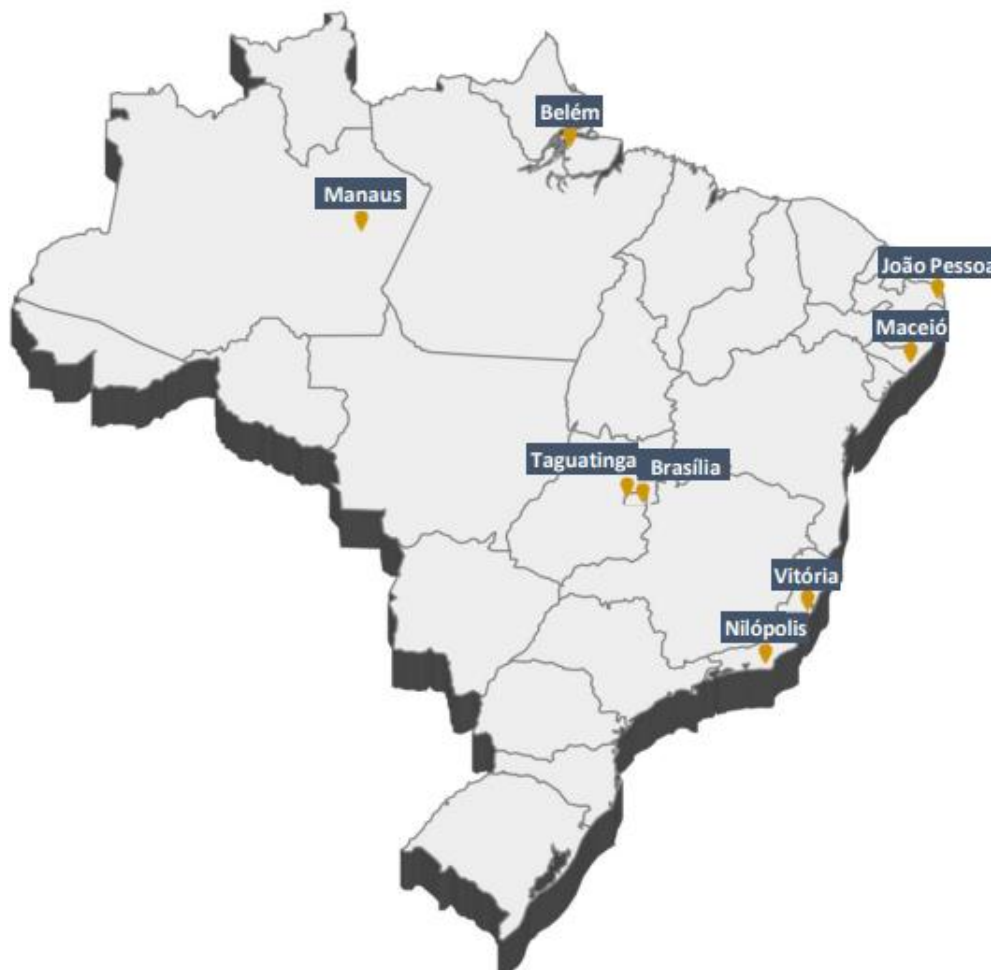 Belém
Manaus
João Pessoa
Maceió
Taguatinga
Brasília
Vitória
Nilópolis